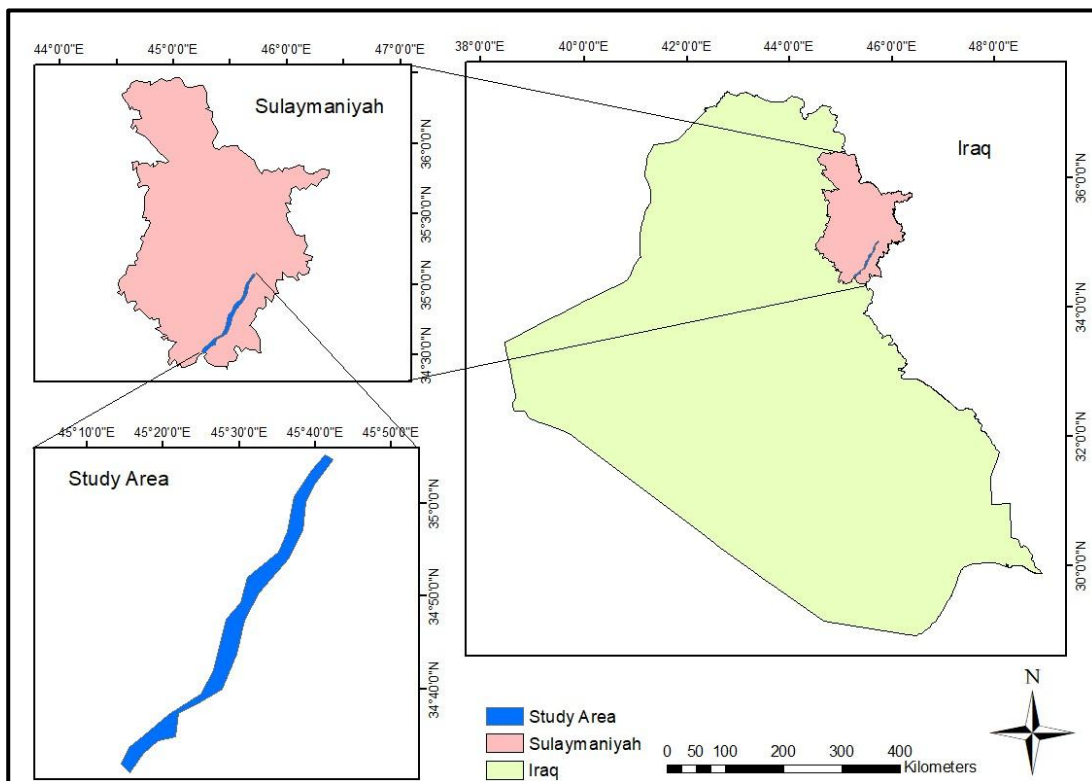 44°0'0"E 45°0'0"E 46°0'0"E 47°0'0"E
Sulaymaniyah
36°0'0"N
35°30'0"N
35°0'0"N
34°30'0"N
38°0'0"E 40°0'0"E 42°0'0"E 44°0'0"E 46°0'0"E 48°0'0"E
Iraq
36°0'0"N
34°0'0"N
32°0'0"N
30°0'0"N
45°10'0"E 45°20'0"E 45°30'0"E 45°40'0"E 45°50'0"E
Study Area
35°0'0"N
34°50'0"N
34°40'0"N
Study Area
Sulaymaniyah
Iraq
0 50 100 200 300 400
Kilometers
N